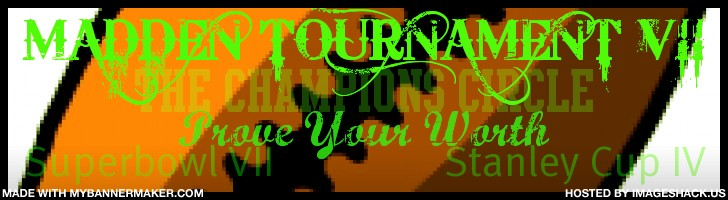 MADDEN TOURNAMENT VII
THE CHAMPIONS CIRCLE
Prove Your Worth
Superbowl VII
Stanley Cup IV
MADE WITH MYBANNERMAKER.COM
HOSTED BY IMAGESHACK.US